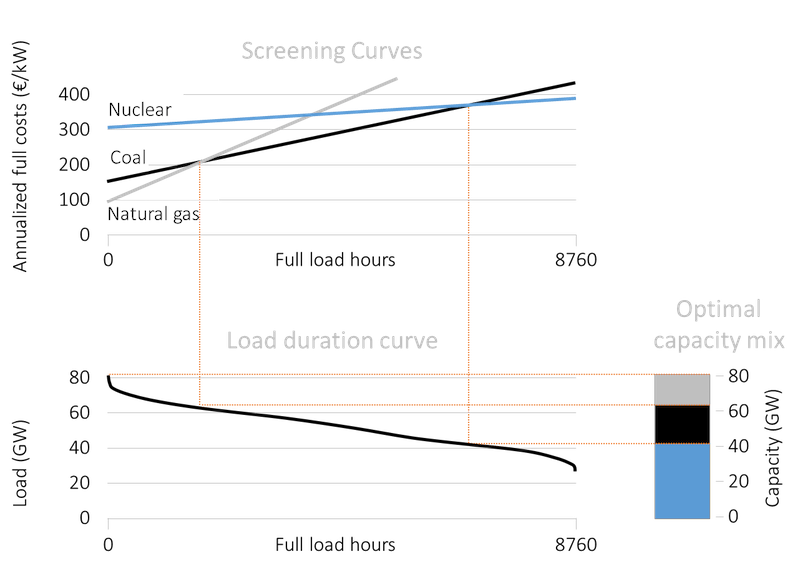 Screening Curves
Annualized full costs (€/kW)
400
300
200
100
0
Nuclear
Coal
Natural gas
0
Full load hours
8760
Load duration curve
Load (GW)
80
60
40
20
0
0
Full load hours
8760
Optimal
capacity mix
80
60
40
20
0
Capacity (GW)